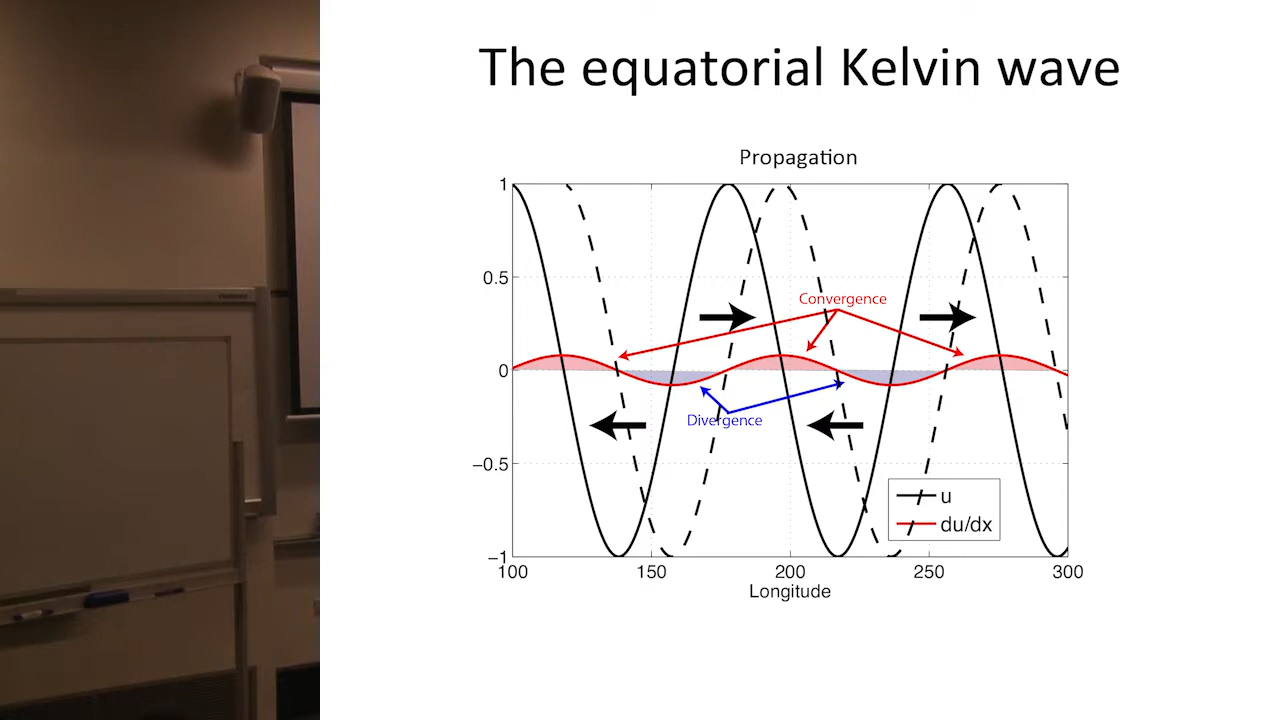 The equatorial Kelvin wave
Propagation
1
0.5
0
−0.5
−1
Convergence
Divergence
u
du/dx
100 150 200 250 300
Longitude